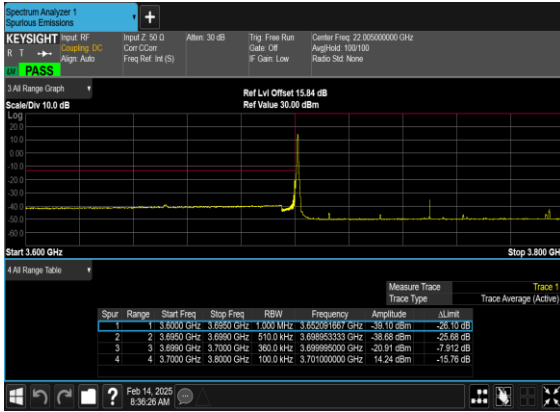 Spectrum Analyzer 1
Spurious Emissions
KEYSIGHT Input: RF Input Z: 50 Ω Atten: 30 dB Trig: Free Run Center Freq: 22.005000000 GHz
R T Coupling: DC Corr CCorr Gate: Off Avg|Hold: 100/100
Align: Auto Freq Ref: Int (S) IF Gain: Low Radio Std: None
PASS
3 All Range Graph
Ref Lvl Offset 15.84 dB
Scale/Div 10.0 dB Ref Value 30.00 dBm
Log
20.0
10.0
0.00
-10.0
-20.0
-30.0
-40.0
-50.0
-60.0
Start 3.600 GHz Stop 3.800 GH
4 All Range Table
Measure Trace Trace 1
Trace Type Trace Average (Active)
Spur Range Start Freq Stop Freq RBW Frequency Amplitude ΔLimit
1 1 3.6000 GHz 3.6950 GHz 1.000 MHz 3.652091667 GHz -39.10 dBm -26.10 dB
2 2 3.6950 GHz 3.6990 GHz 510.0 kHz 3.698953333 GHz -38.68 dBm -25.68 dB
3 3 3.6990 GHz 3.7000 GHz 360.0 kHz 3.699995000 GHz -20.91 dBm -7.912 dB
4 4 3.7000 GHz 3.8000 GHz 100.0 kHz 3.701000000 GHz 14.24 dBm -15.76 dB
Feb 14, 2025
8:36:26 AM